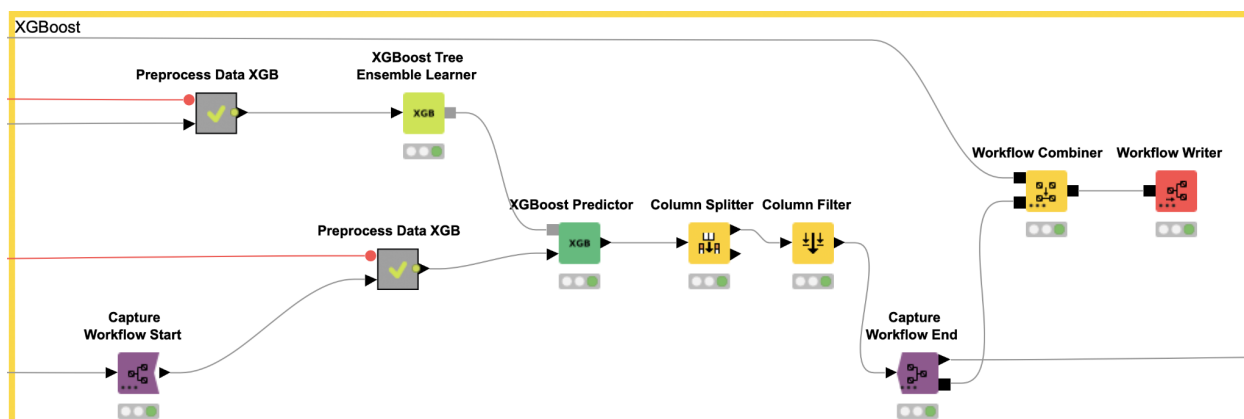 XGBoost
XGBoost Tree
Ensemble Learner
Preprocess Data XGB
XGB
Workflow Combiner
Workflow Writer
XGBoost Predictor
Column Splitter
Column Filter
Preprocess Data XGB
XGB
Capture
Workflow Start
Capture
Workflow End